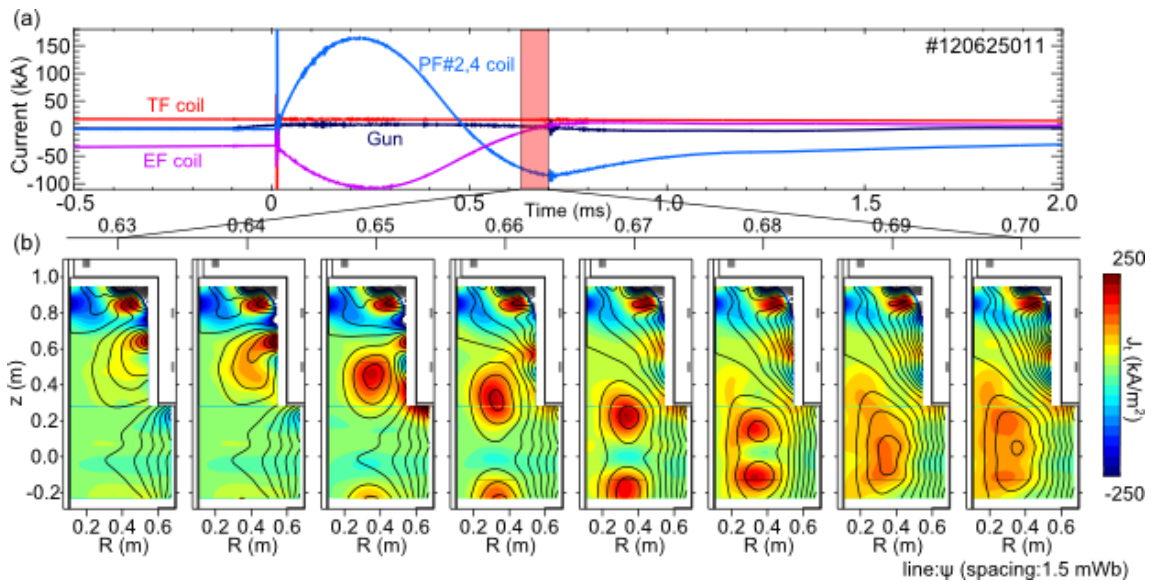 (a)
150
100
50
0
-50
-100
Current (kA)
#120625011
PF#2,4 coil
TF coil
Gun
EF coil
-0.5 0 0.5 1.0 1.5 2.0
Time (ms)
(b)
0.63 0.64 0.65 0.66 0.67 0.68 0.69 0.70
1.0
0.8
0.6
0.4
0.2
0.0
-0.2
z (m)
250
-250
Jt (kA/m²)
0.2 0.4 0.6 0.2 0.4 0.6 0.2 0.4 0.6 0.2 0.4 0.6 0.2 0.4 0.6 0.2 0.4 0.6 0.2 0.4 0.6 0.2 0.4 0.6
R (m) R (m) R (m) R (m) R (m) R (m) R (m) R (m)
line:ψ (spacing:1.5 mWb)